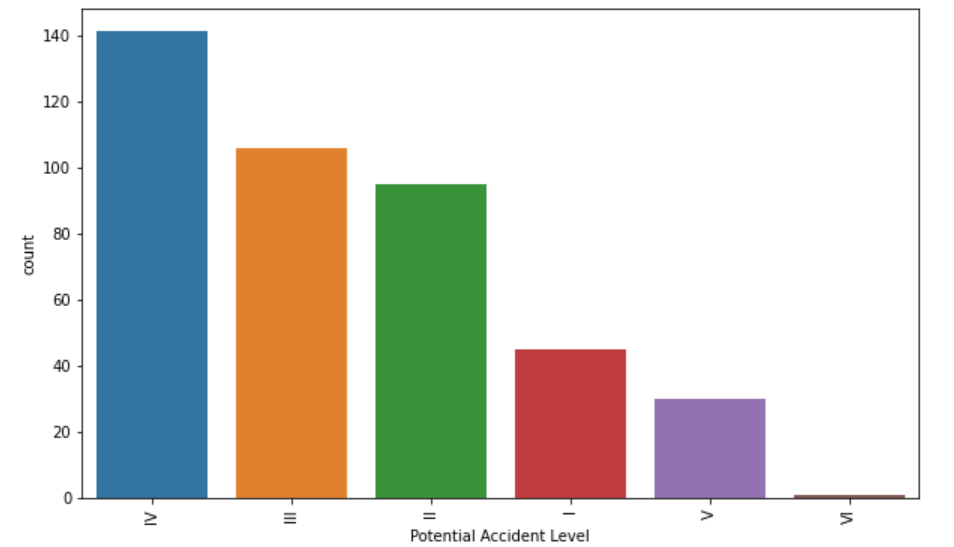 140
120
100
80
60
40
20
0
count
IV
III
II
I
V
VI
Potential Accident Level